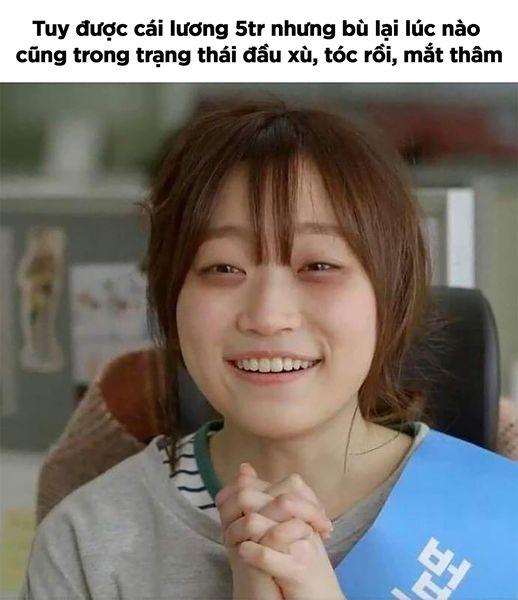 Tuy được cái lương 5tr nhưng bù lại lúc nào
cũng trong trạng thái đầu xù, tóc rối, mắt thâm